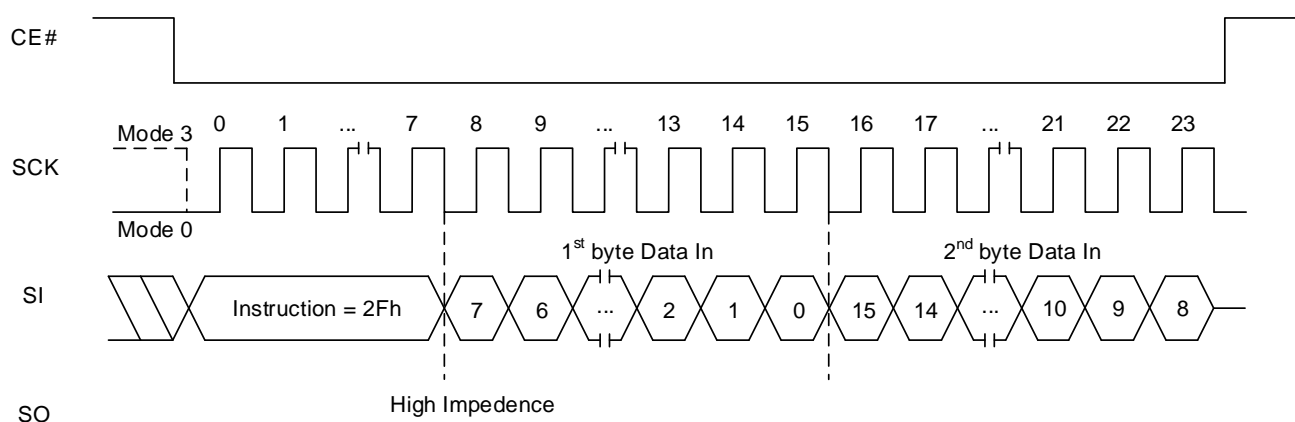 CE#
0 1 ... 7 8 9 ... 13 14 15 16 17 ... 21 22 23
Mode 3
SCK
Mode 0
1st byte Data In 2nd byte Data In
SI Instruction = 2Fh 7 6 ... 2 1 0 15 14 ... 10 9 8
High Impedence
SO